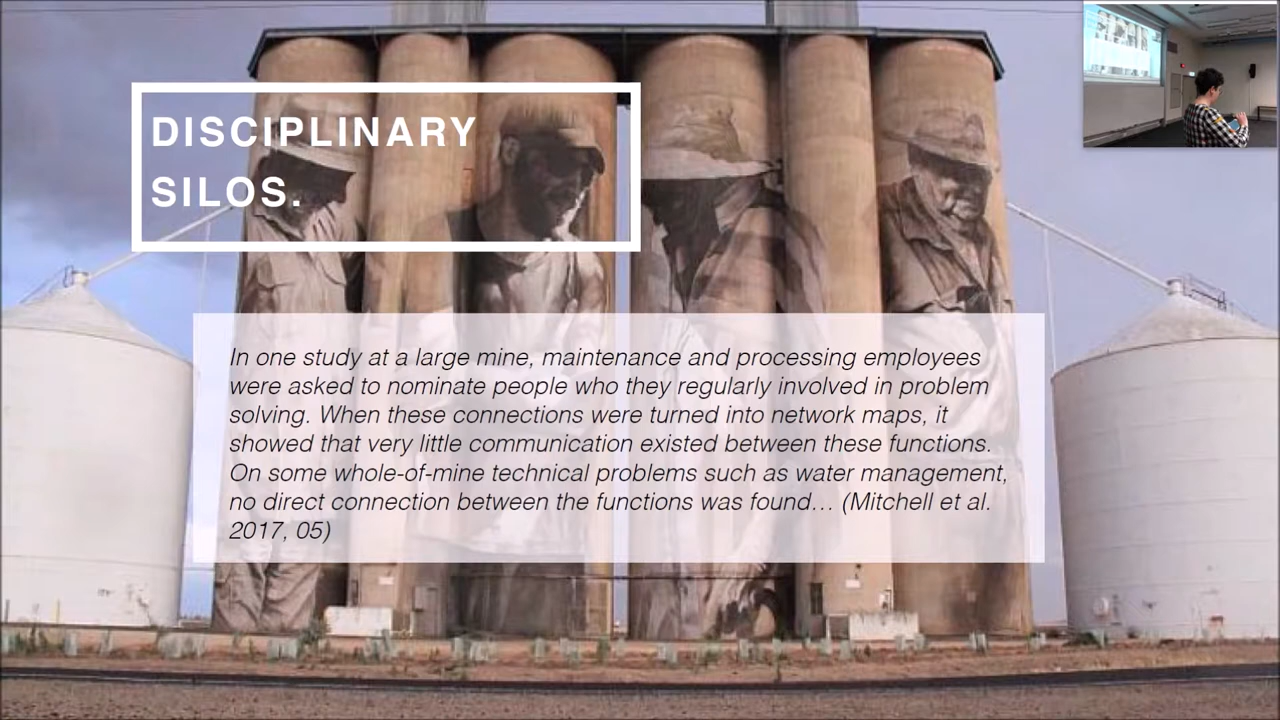 DISCIPLINARY
SILOS.
In one study at a large mine, maintenance and processing employees
were asked to nominate people who they regularly involved in problem
solving. When these connections were turned into network maps, it
showed that very little communication existed between these functions.
On some whole-of-mine technical problems such as water management,
no direct connection between the functions was found… (Mitchell et al.
2017, 05)